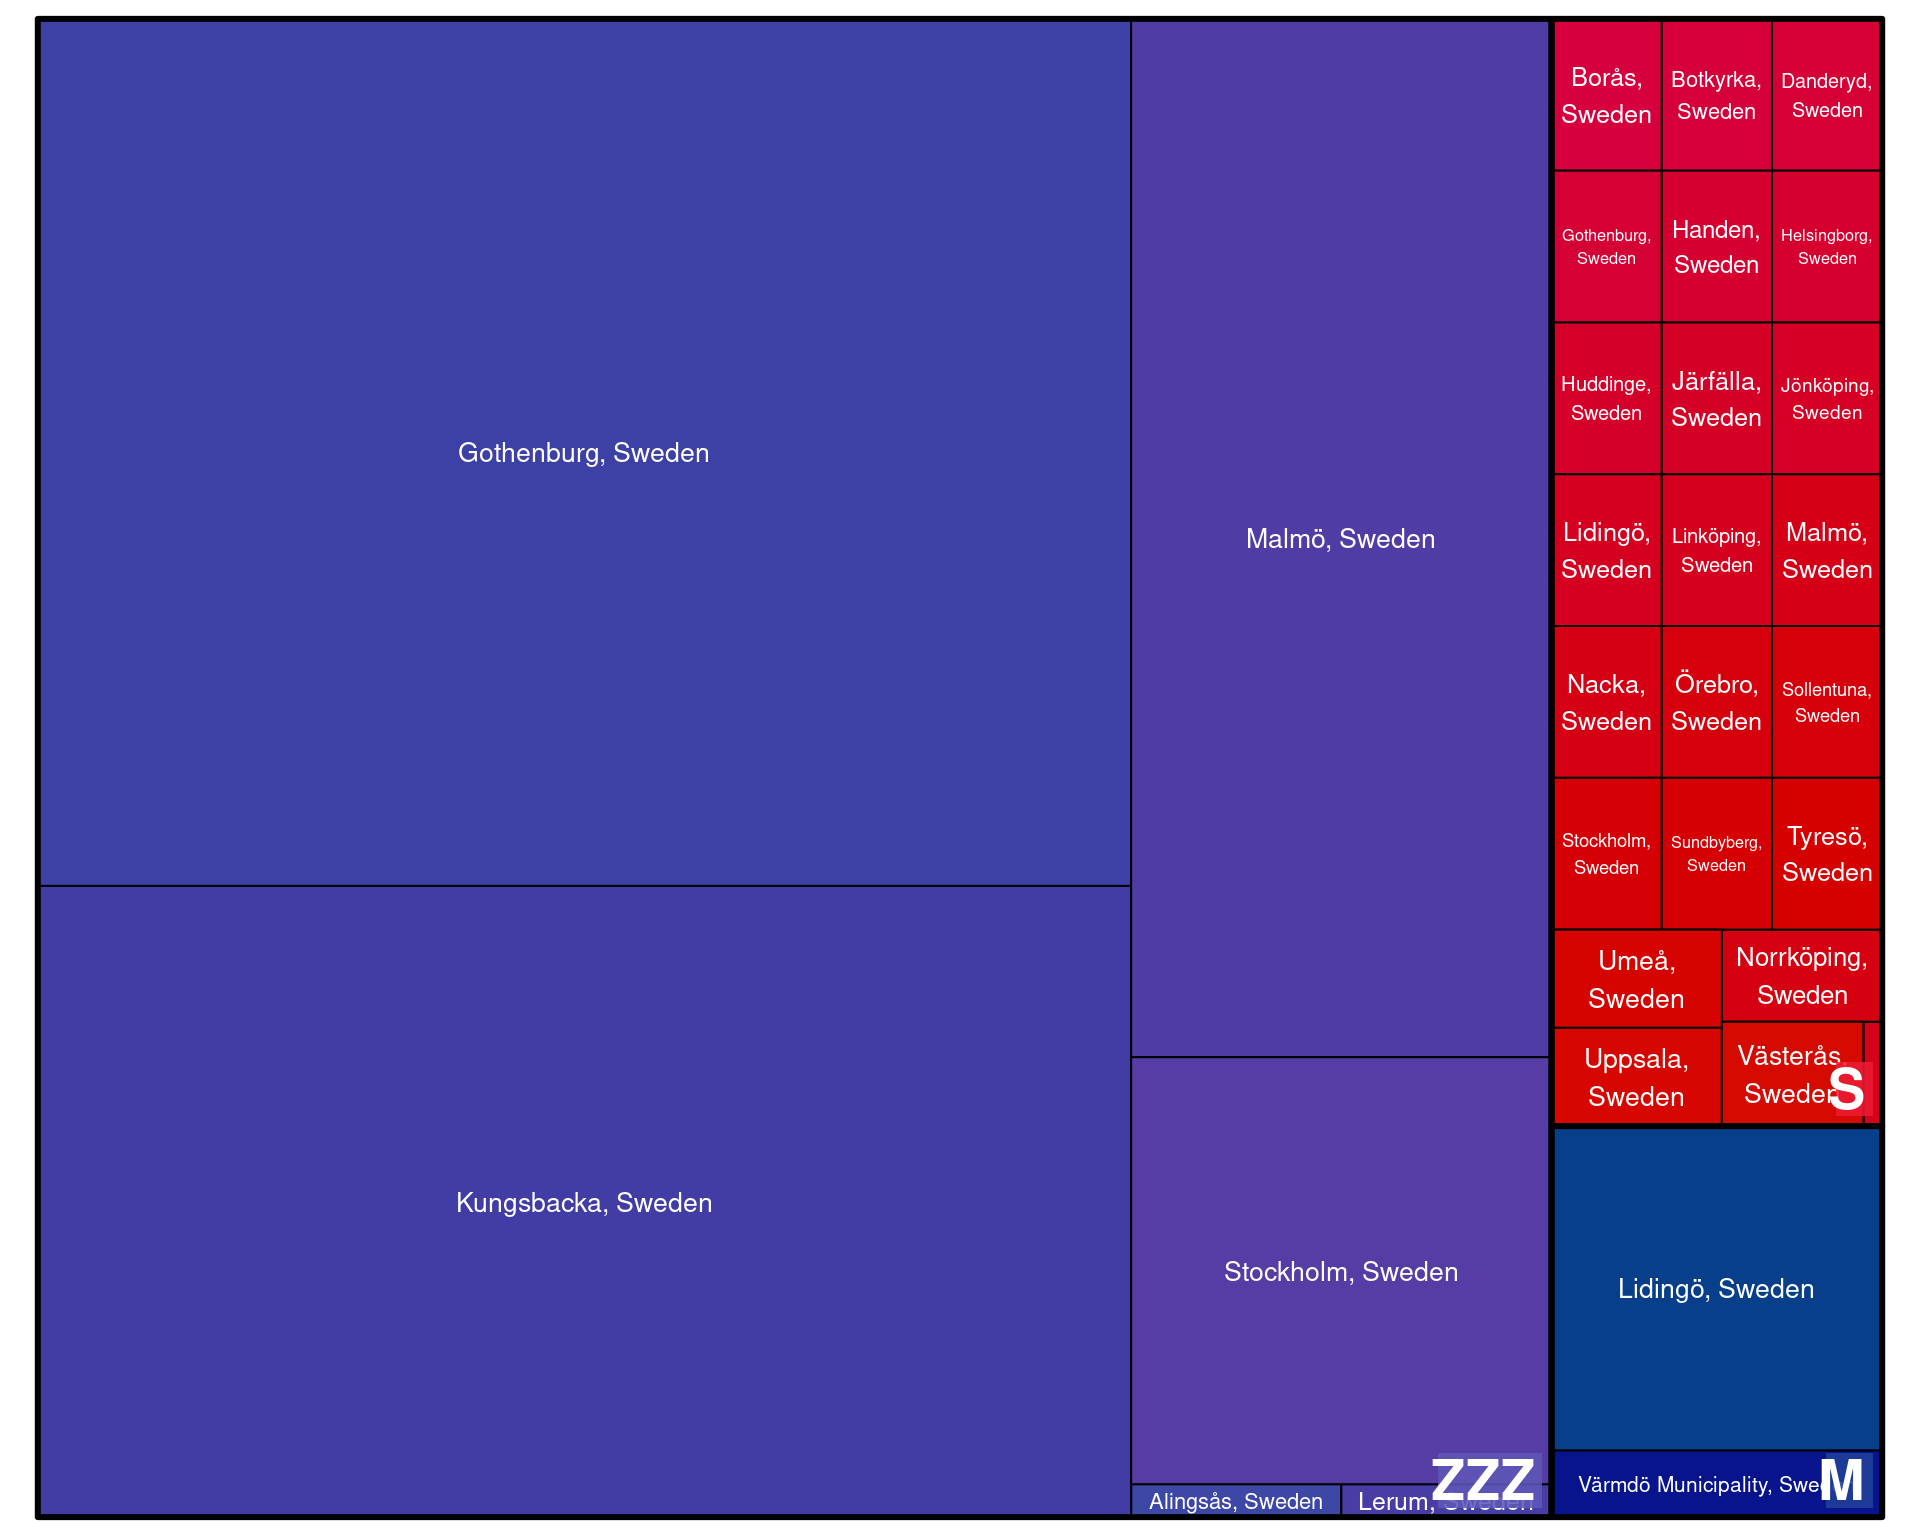 Gothenburg, Sweden
Kungsbacka, Sweden
Malmö, Sweden
Stockholm, Sweden
Alingsås, Sweden
Lerum, Sweden
ZZZ
Borås,
Sweden
Botkyrka,
Sweden
Danderyd,
Sweden
Gothenburg,
Sweden
Handen,
Sweden
Helsingborg,
Sweden
Huddinge,
Sweden
Järfälla,
Sweden
Jönköping,
Sweden
Lidingö,
Sweden
Linköping,
Sweden
Malmö,
Sweden
Nacka,
Sweden
Örebro,
Sweden
Sollentuna,
Sweden
Stockholm,
Sweden
Sundbyberg,
Sweden
Tyresö,
Sweden
Umeå,
Sweden
Norrköping,
Sweden
Uppsala,
Sweden
Västerås,
Sweden
S
Lidingö, Sweden
Värmdö Municipality, Sweden
M